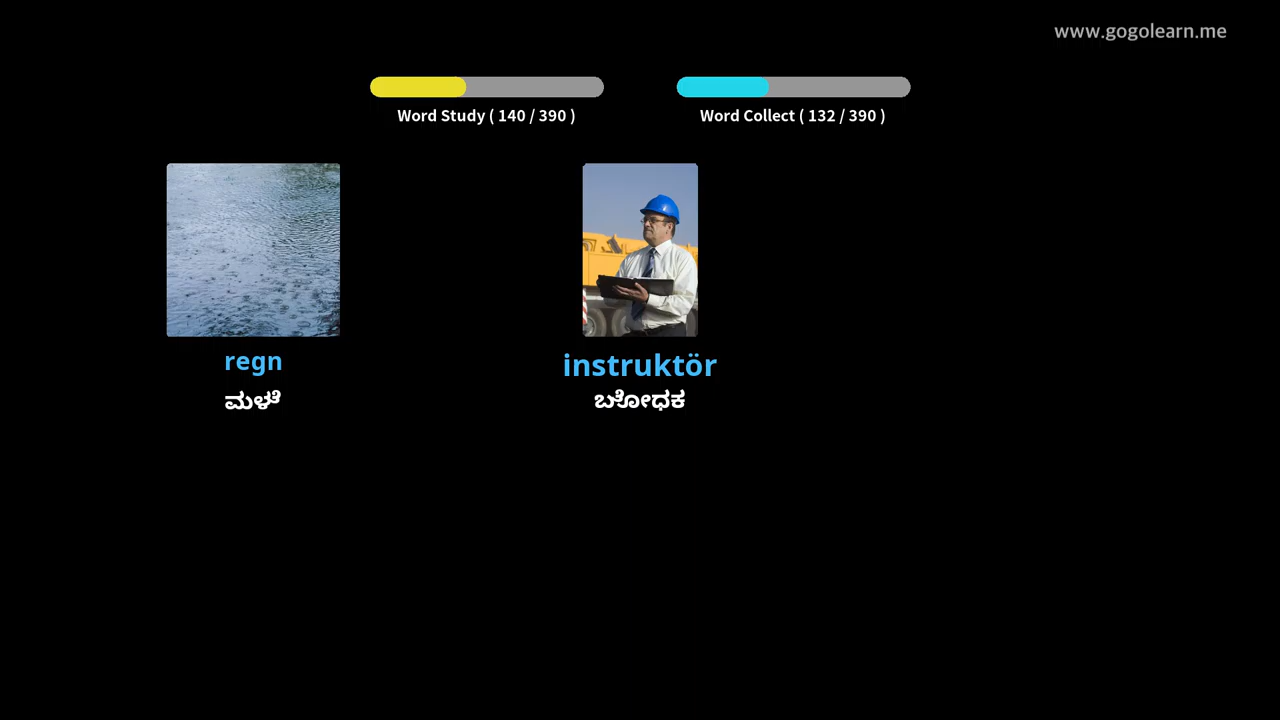 www.gogolearn.me
Word Study ( 140 / 390 )
Word Collect ( 132 / 390 )
regn
ಮಳೆ
instruktör
ಬೋಧಕ